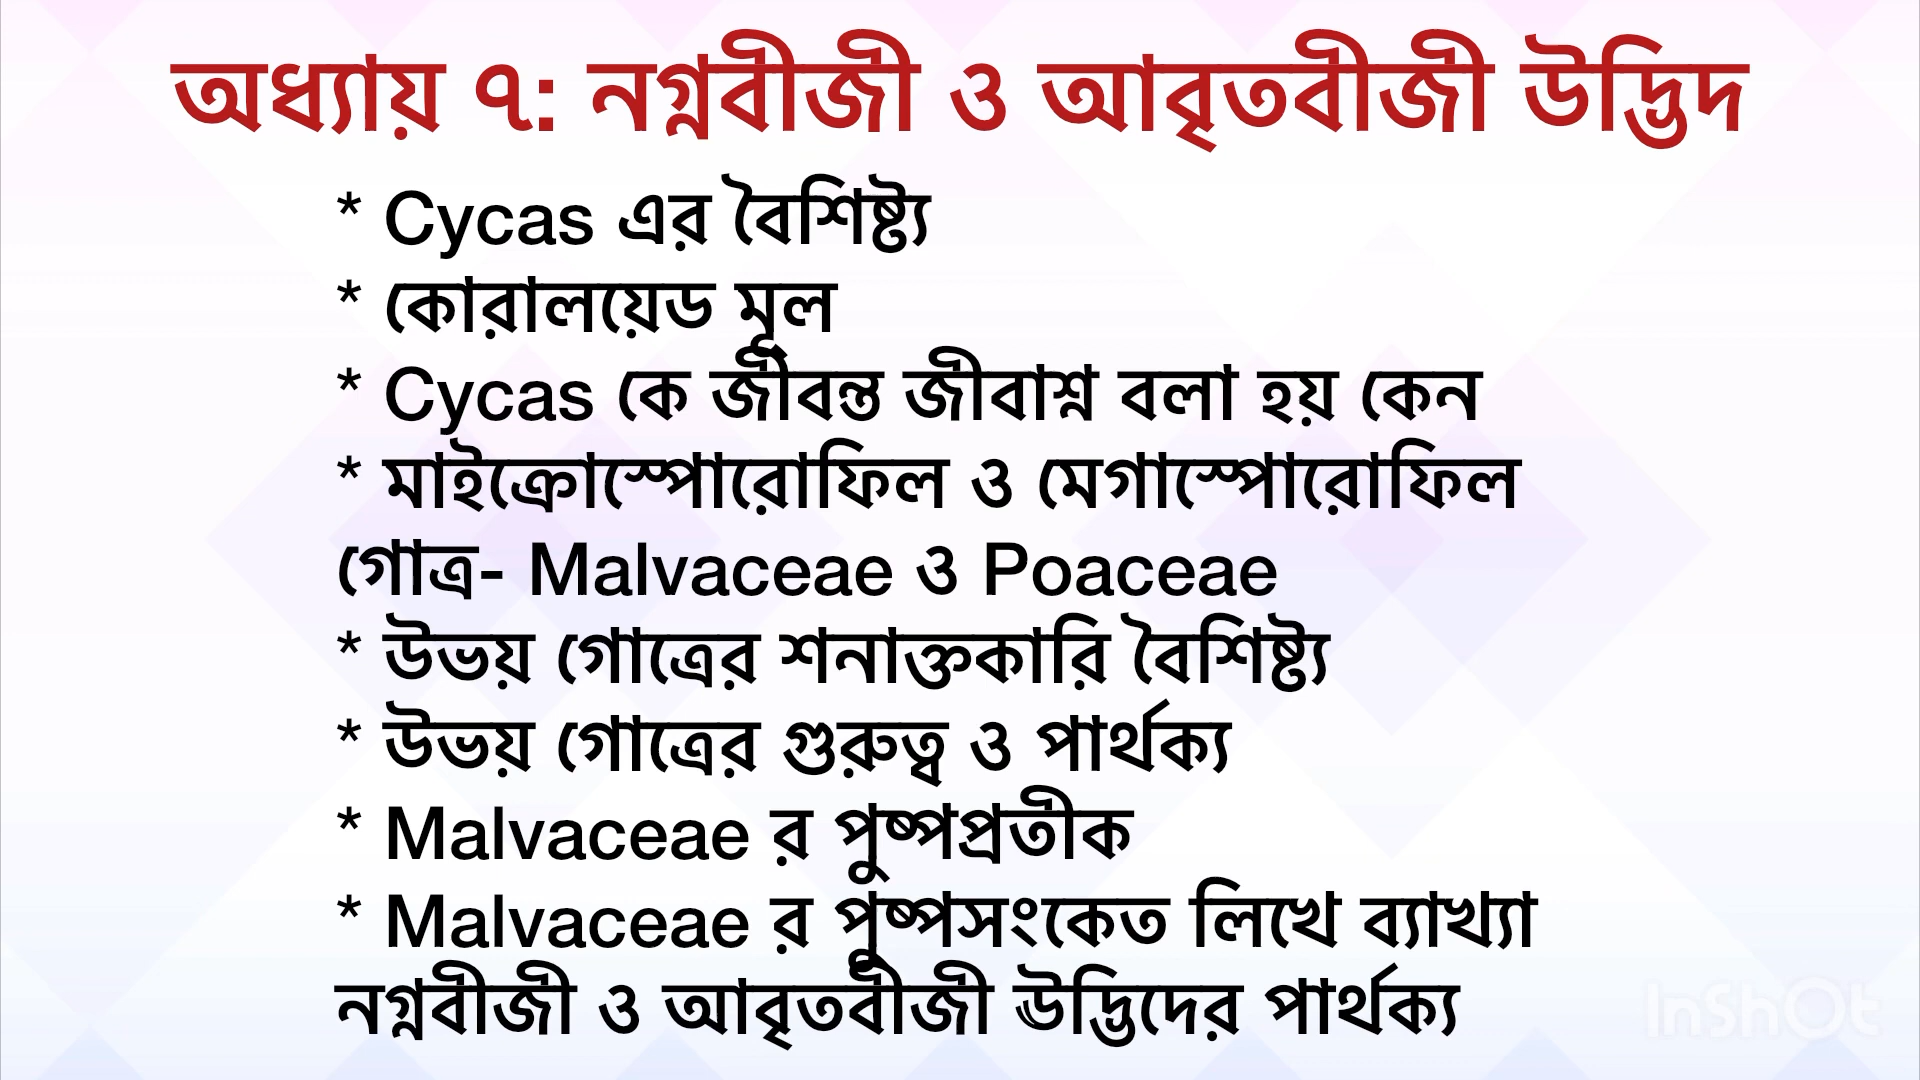 অধ্যায় ৭: নগ্নবীজী ও আবৃতবীজী উদ্ভিদ
* Cycas এর বৈশিষ্ট্য
* কোরালয়েড মূল
* Cycas কে জীবন্ত জীবাশ্ন বলা হয় কেন
* মাইক্রোস্পোরোফিল ও মেগাস্পোরোফিল
গোত্র- Malvaceae ও Poaceae
* উভয় গোত্রের শনাক্তকারি বৈশিষ্ট্য
* উভয় গোত্রের গুরুত্ব ও পার্থক্য
* Malvaceae র পুষ্পপ্রতীক
* Malvaceae র পুষ্পসংকেত লিখে ব্যাখ্যা
নগ্নবীজী ও আবৃতবীজী ঊদ্ভিদের পার্থক্য
InShOt